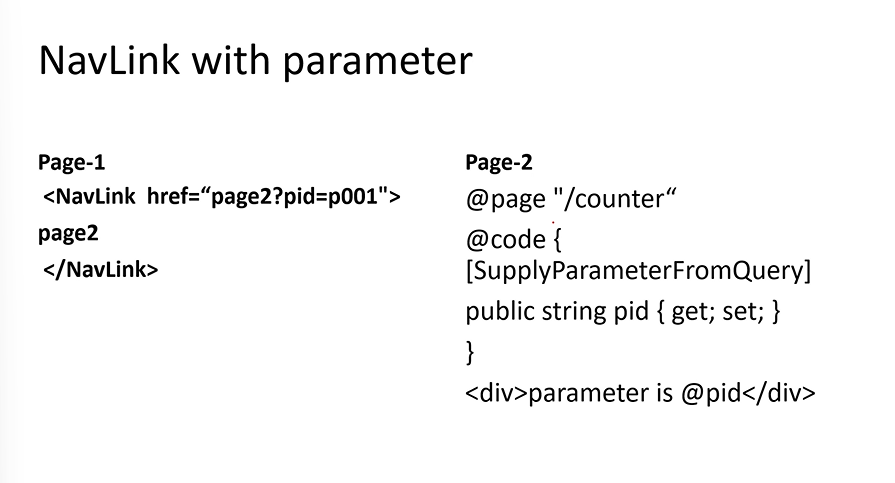 NavLink with parameter
Page-1
<NavLink href=“page2?pid=p001">
page2
</NavLink>
Page-2
@page "/counter“
@code {
[SupplyParameterFromQuery]
public string pid { get; set; }
}
<div>parameter is @pid</div>